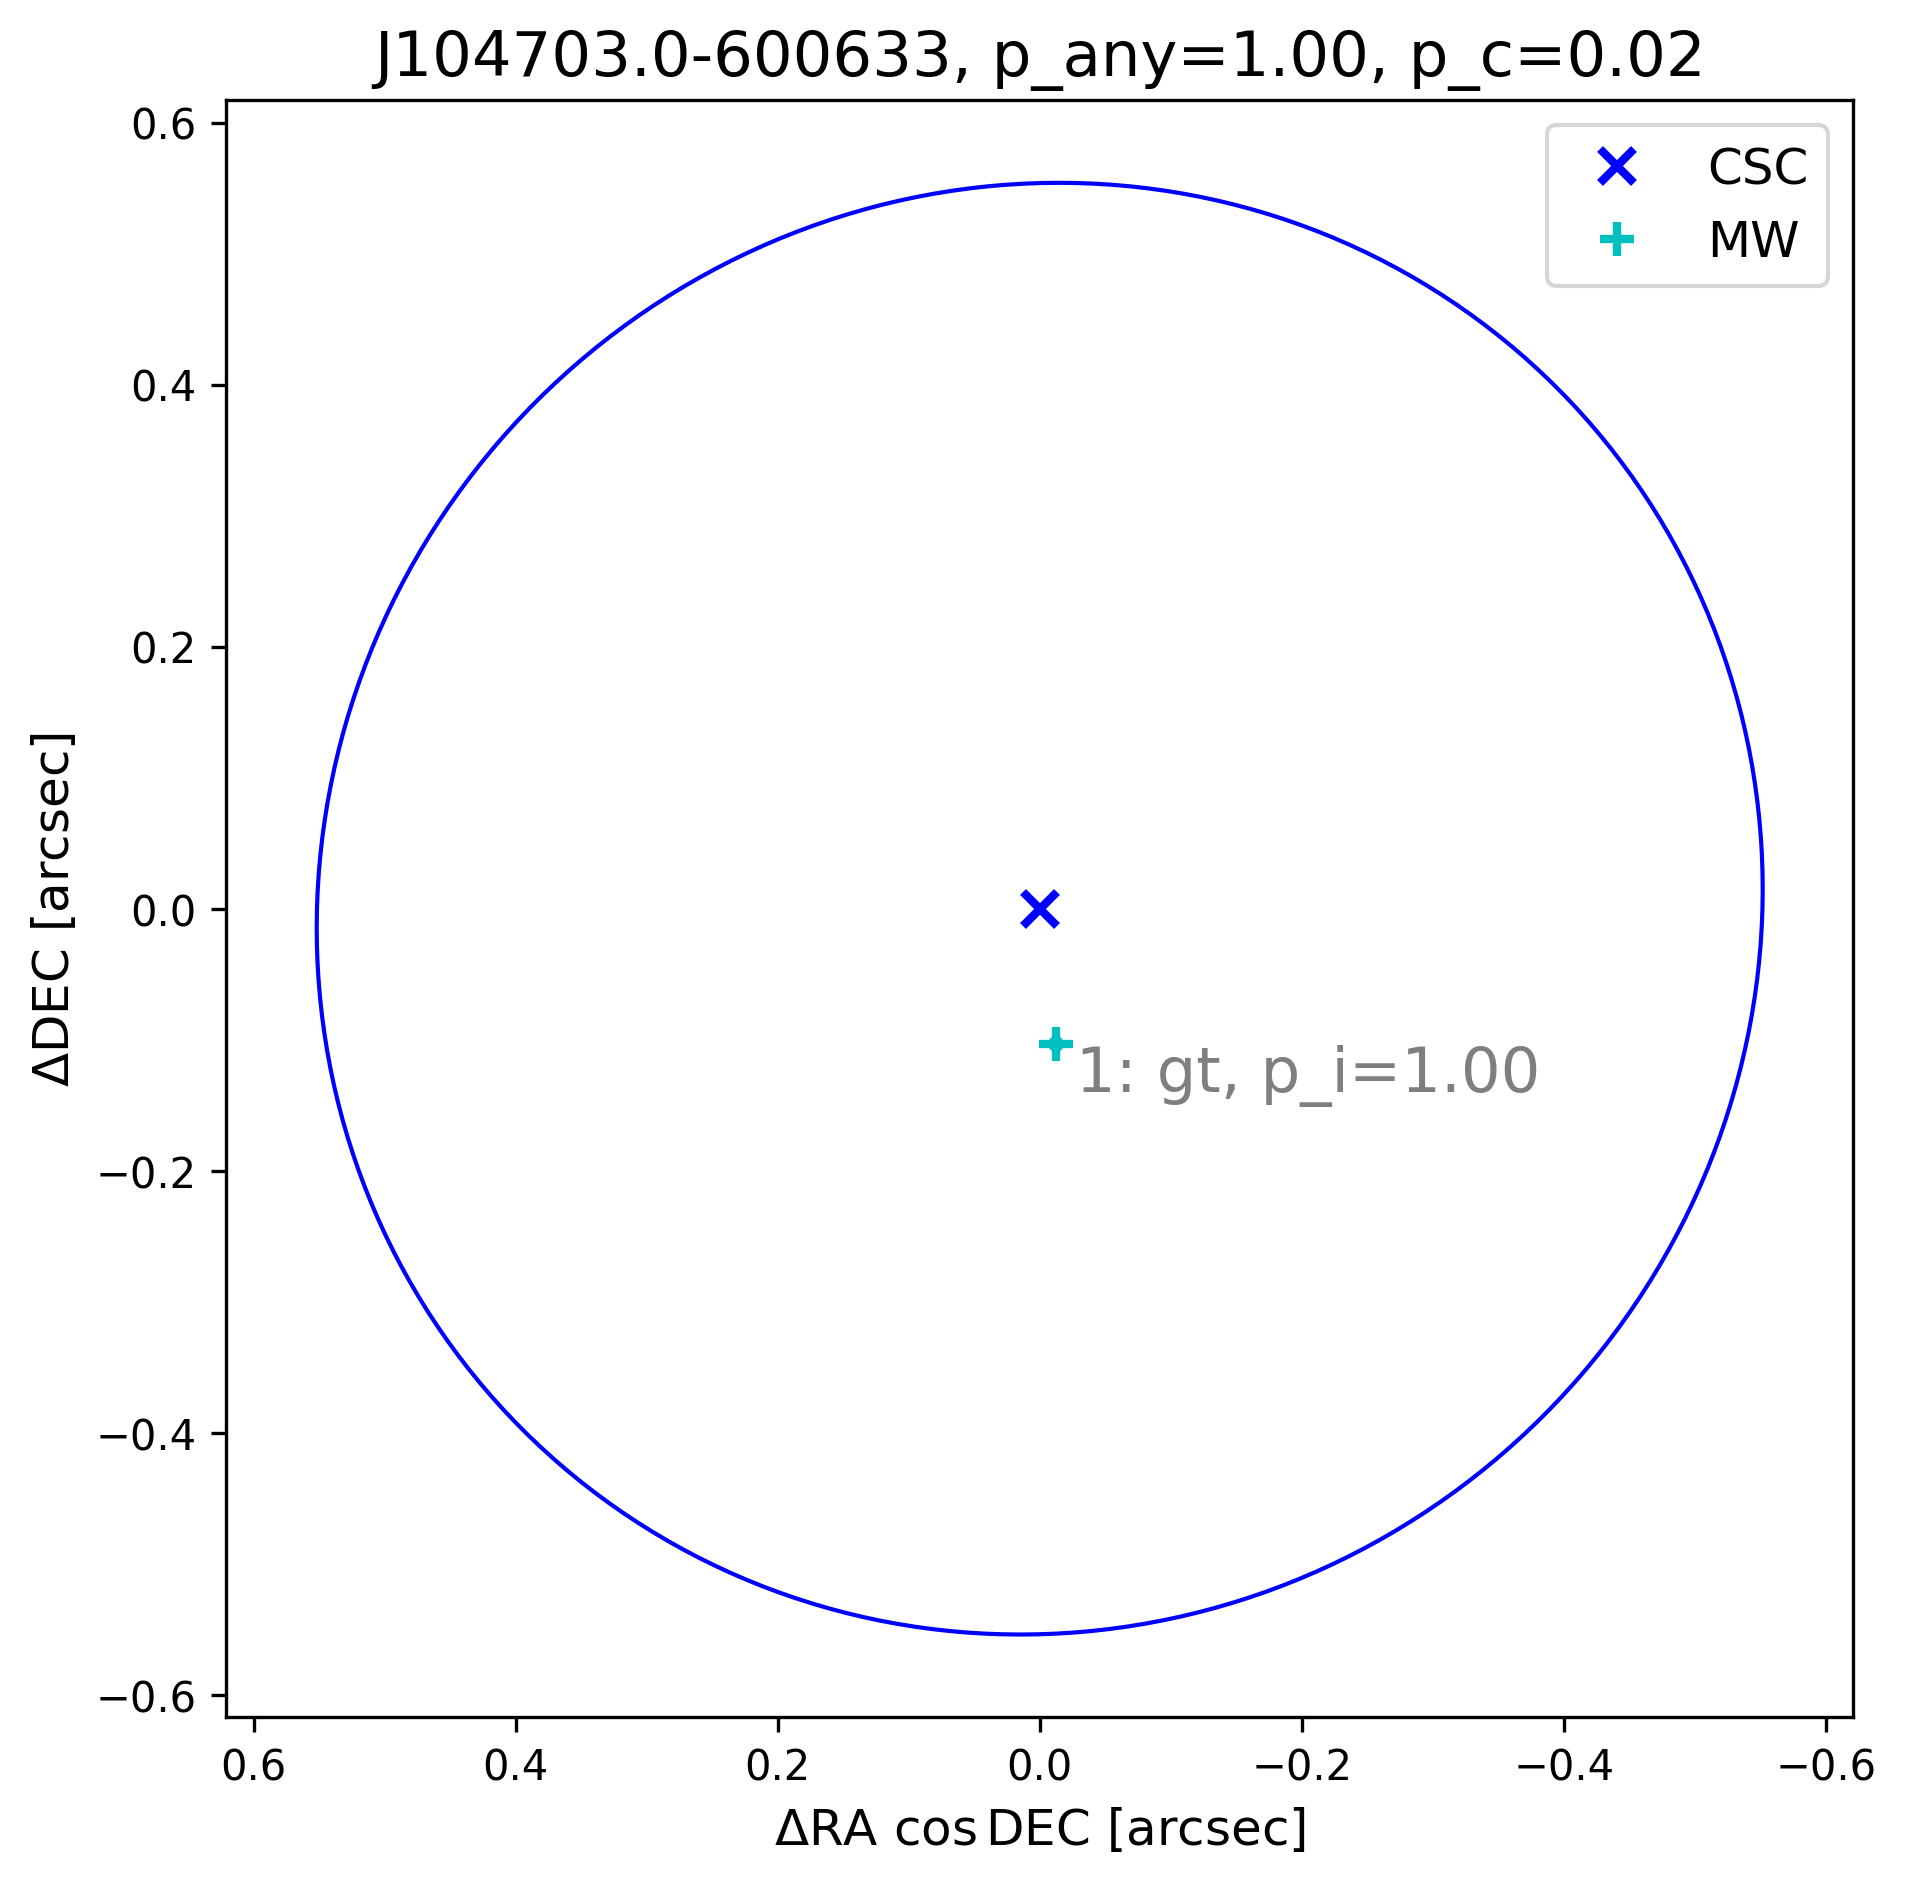 J104703.0-600633, p_any=1.00, p_c=0.02
CSC
MW
1: gt, p_i=1.00
0.6
0.4
0.2
0.0
−0.2
−0.4
−0.6
ΔDEC [arcsec]
0.6 0.4 0.2 0.0 −0.2 −0.4 −0.6
ΔRA cos DEC [arcsec]